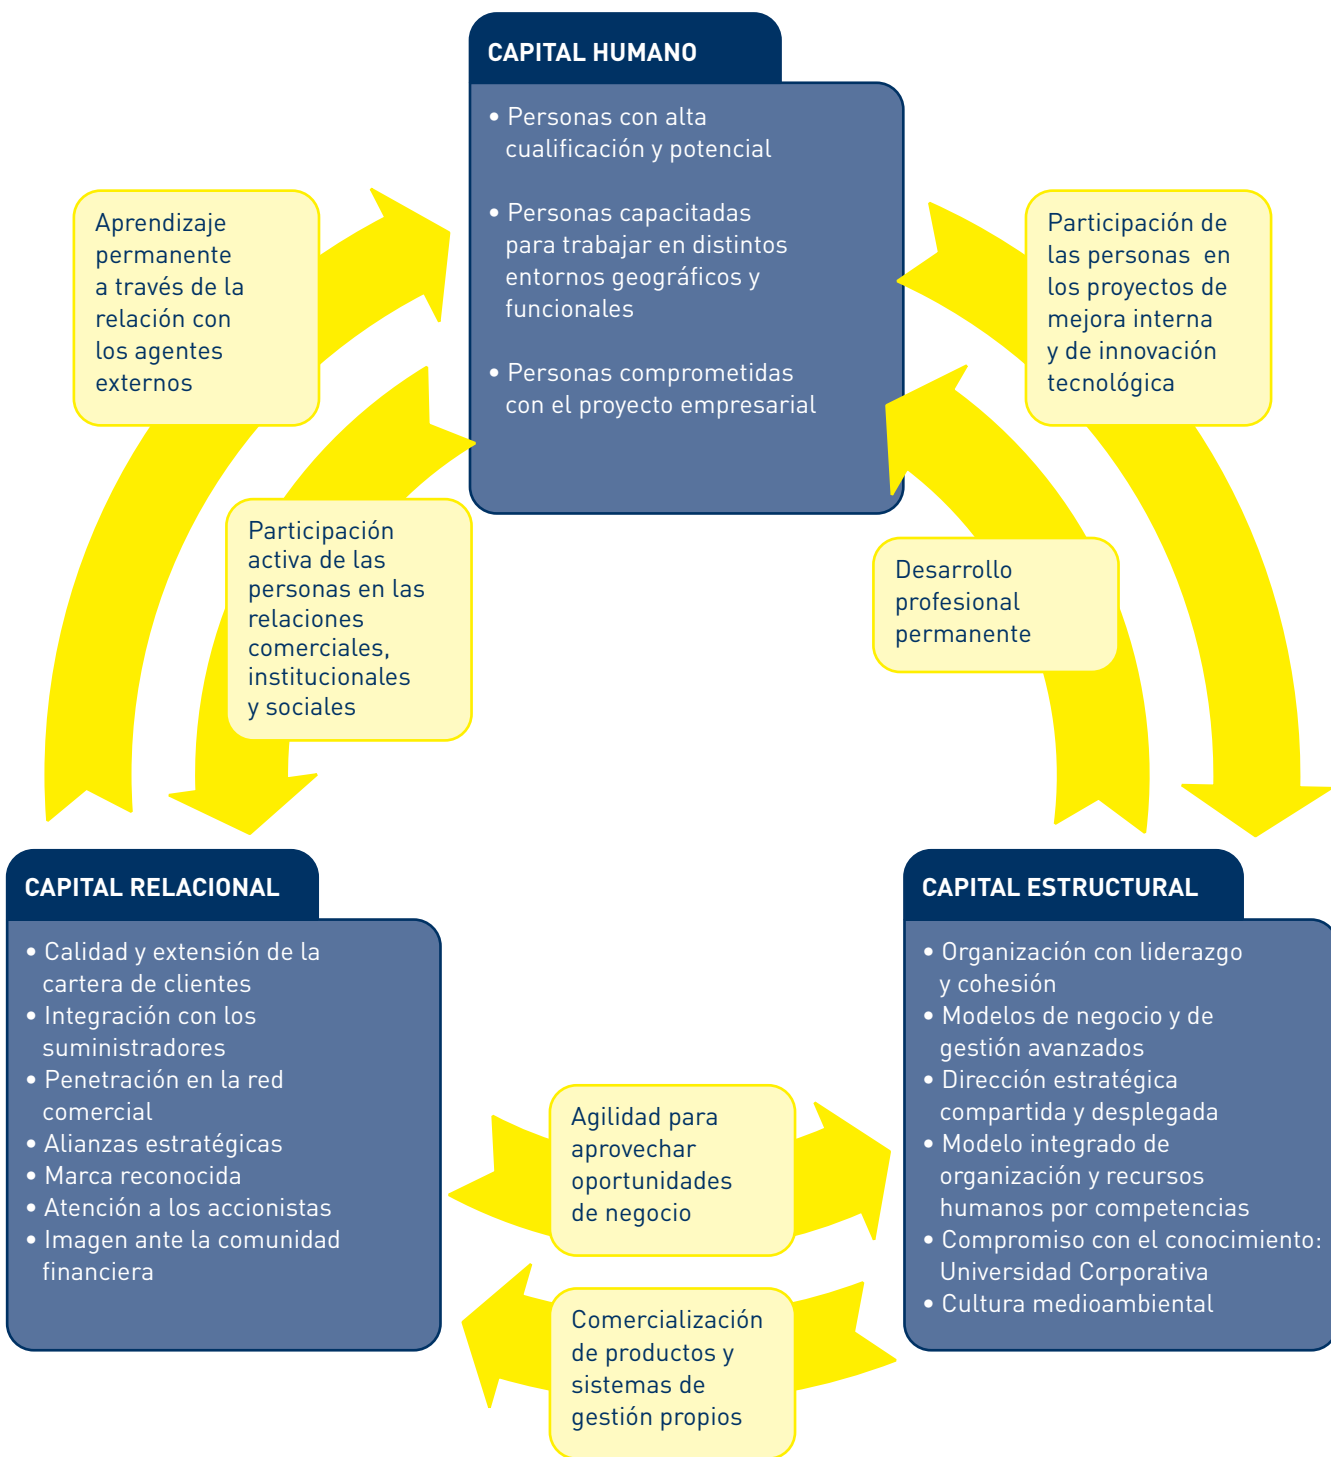 CAPITAL HUMANO
• Personas con alta
cualificación y potencial
• Personas capacitadas
para trabajar en distintos
entornos geográficos y
funcionales
• Personas comprometidas
con el proyecto empresarial
Aprendizaje
permanente
a través de la
relación con
los agentes
externos
Participación de
las personas en
los proyectos de
mejora interna
y de innovación
tecnológica
Participación
activa de las
personas en las
relaciones
comerciales,
institucionales
y sociales
Desarrollo
profesional
permanente
CAPITAL RELACIONAL
• Calidad y extensión de la
cartera de clientes
• Integración con los
suministradores
• Penetración en la red
comercial
• Alianzas estratégicas
• Marca reconocida
• Atención a los accionistas
• Imagen ante la comunidad
financiera
Agilidad para
aprovechar
oportunidades
de negocio
Comercialización
de productos y
sistemas de
gestión propios
CAPITAL ESTRUCTURAL
• Organización con liderazgo
y cohesión
• Modelos de negocio y de
gestión avanzados
• Dirección estratégica
compartida y desplegada
• Modelo integrado de
organización y recursos
humanos por competencias
• Compromiso con el conocimiento:
Universidad Corporativa
• Cultura medioambiental